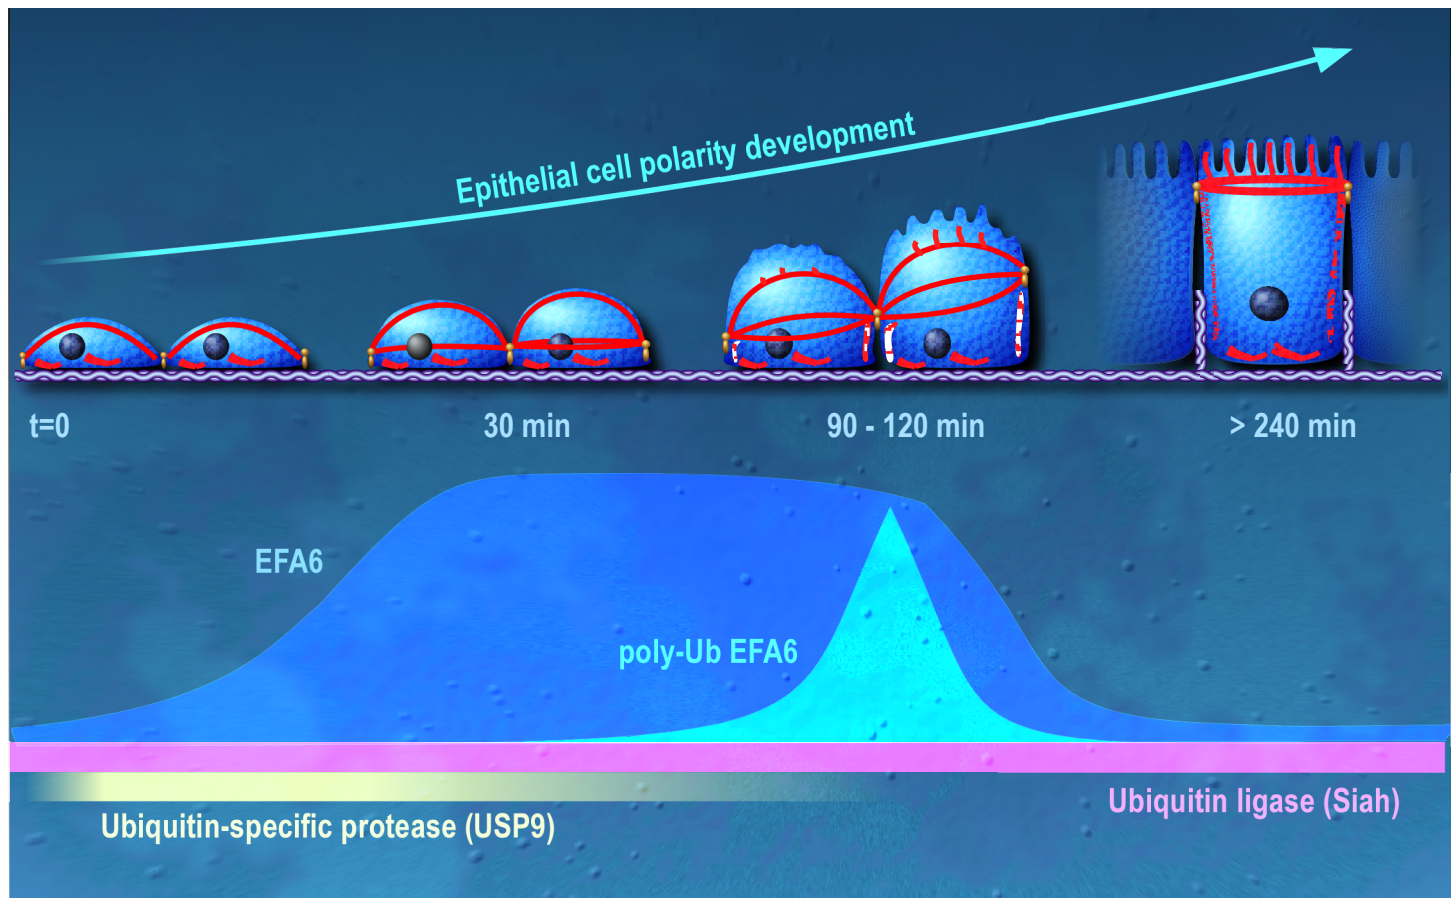 Epithelial cell polarity development
t=0
30 min
90 - 120 min
> 240 min
EFA6
poly-Ub EFA6
Ubiquitin ligase (Siah)
Ubiquitin-specific protease (USP9)